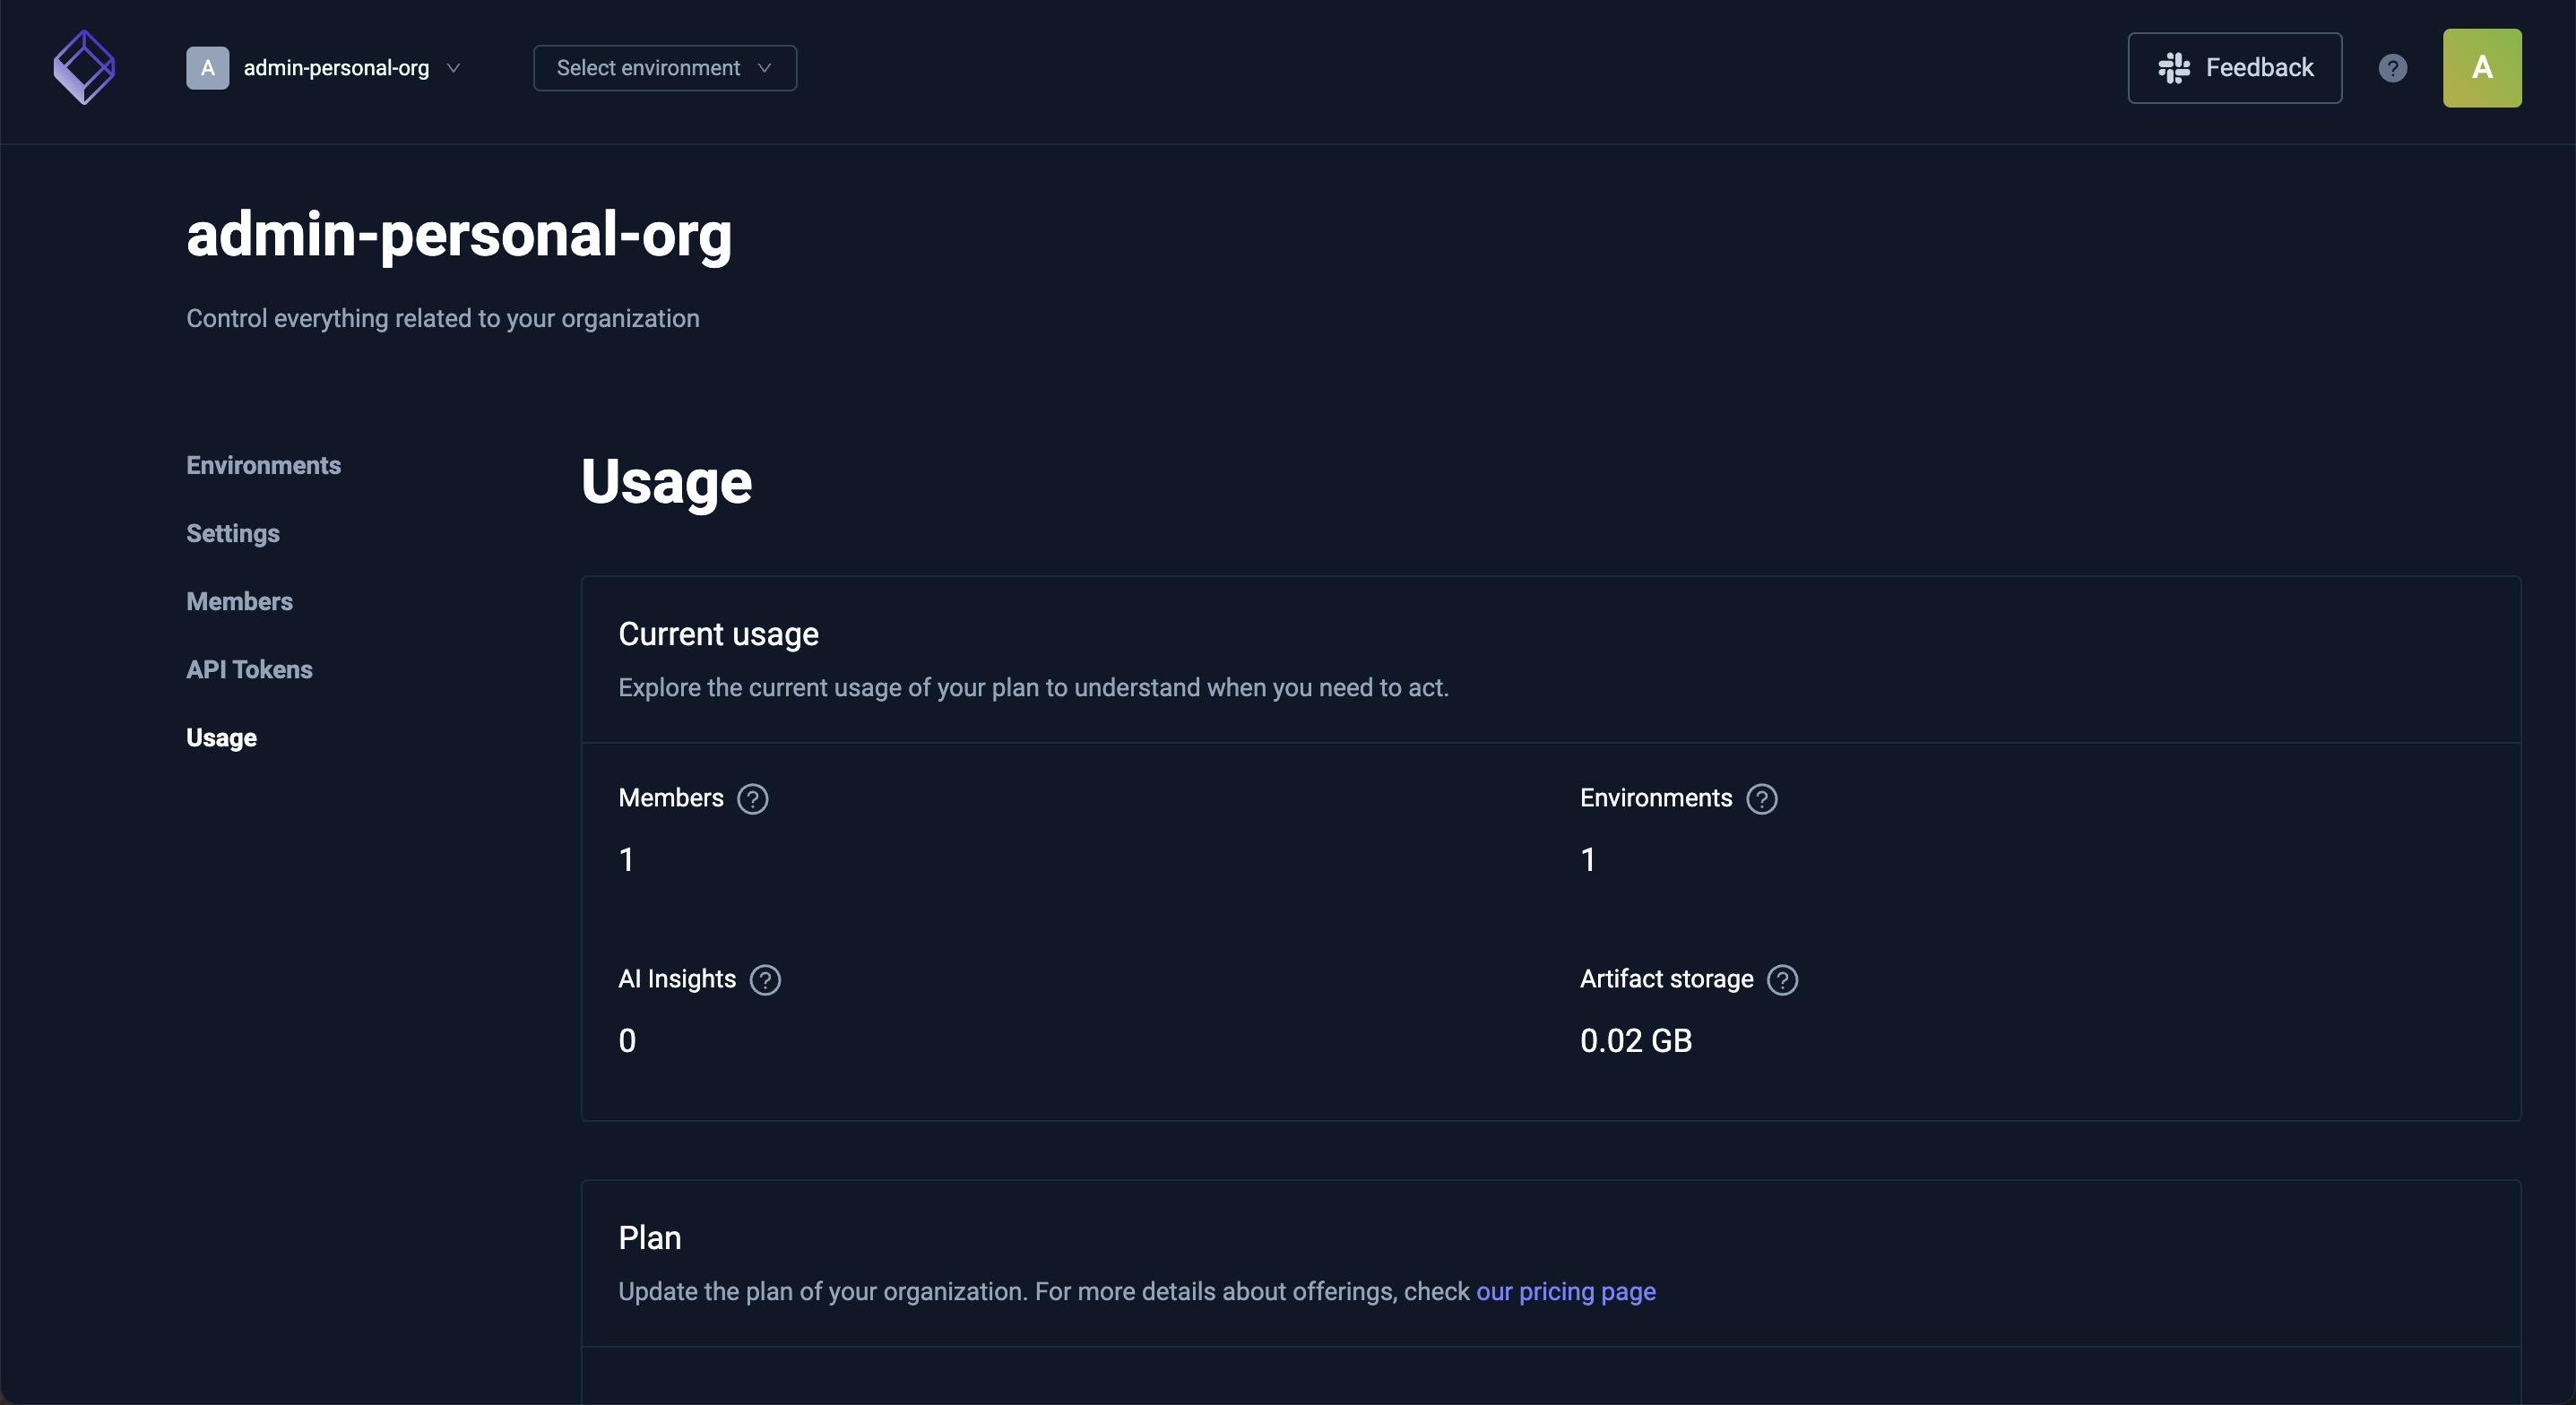 A admin-personal-org Select environment Feedback ? A
admin-personal-org
Control everything related to your organization
Environments
Settings
Members
API Tokens
Usage
Usage
Current usage
Explore the current usage of your plan to understand when you need to act.
Members ?
1
Environments ?
1
AI Insights ?
0
Artifact storage ?
0.02 GB
Plan
Update the plan of your organization. For more details about offerings, check our pricing page